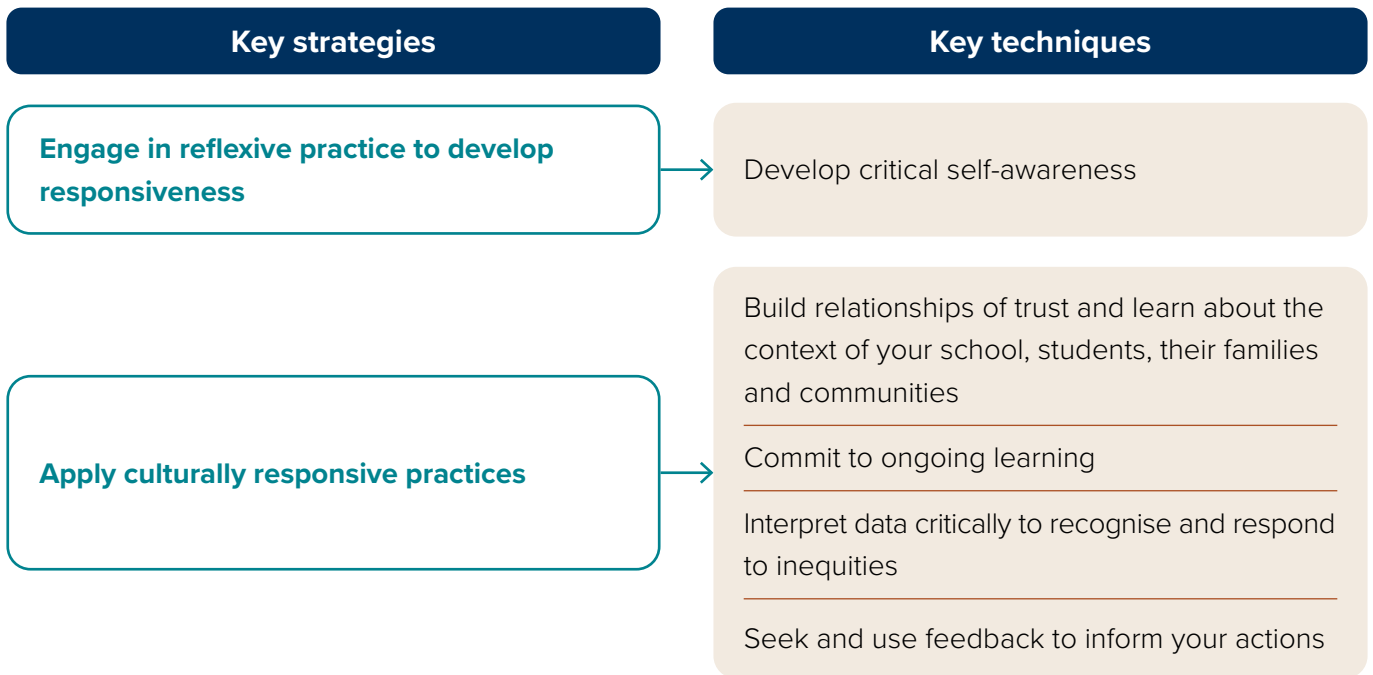 Key strategies
Key techniques
Engage in reflexive practice to develop
responsiveness
Develop critical self-awareness
Apply culturally responsive practices
Build relationships of trust and learn about the
context of your school, students, their families
and communities
Commit to ongoing learning
Interpret data critically to recognise and respond
to inequities
Seek and use feedback to inform your actions